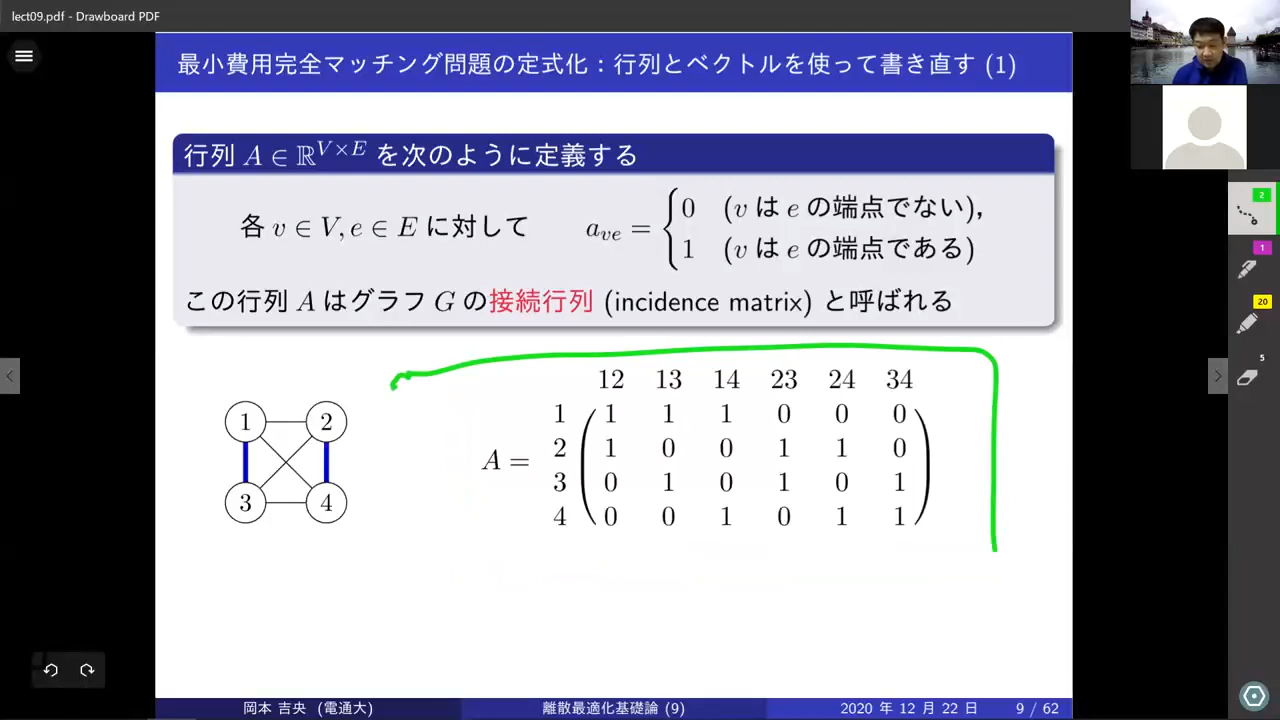 lect09.pdf - Drawboard PDF
最小費用完全マッチング問題の定式化：行列とベクトルを使って書き直す (1)
行列 A ∈ ℝ^{V×E} を次のように定義する
各 v ∈ V, e ∈ E に対して a_{ve} = { 0 (v は e の端点でない),
1 (v は e の端点である)
この行列 A はグラフ G の接続行列 (incidence matrix) と呼ばれる
1 2
3 4
12 13 14 23 24 34
1 1 1 1 0 0 0
A = 2 1 0 0 1 1 0
3 0 1 0 1 0 1
4 0 0 1 0 1 1
2
1
20
5
岡本 吉央 (電通大) 離散最適化基礎論 (9) 2020 年 12 月 22 日 9 / 62